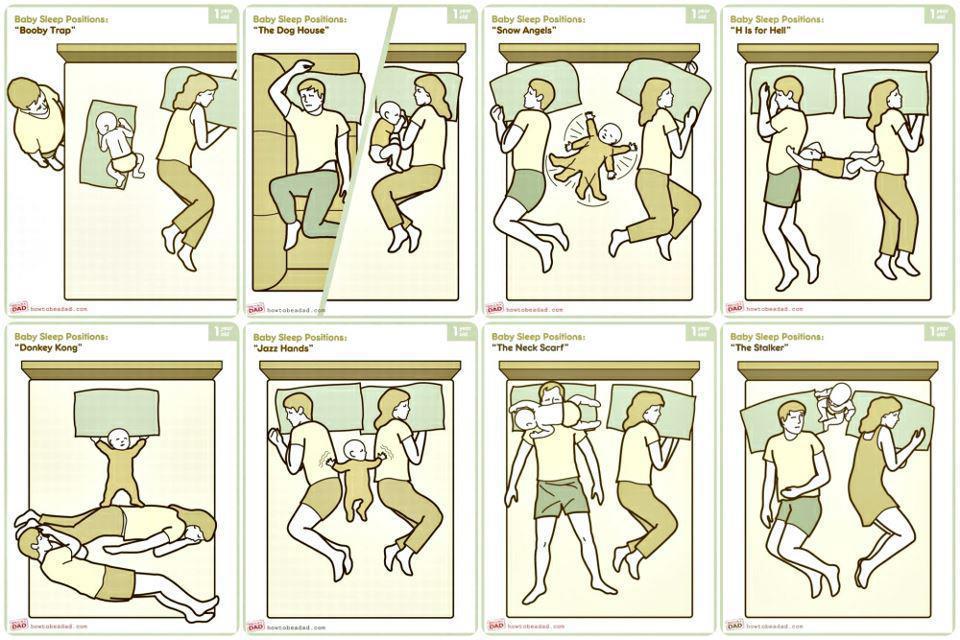 Baby Sleep Positions:
"Booby Trap"
1 year old
DAD howtobeadad.com
Baby Sleep Positions:
"The Dog House"
1 year old
DAD howtobeadad.com
Baby Sleep Positions:
"Snow Angels"
1 year old
DAD howtobeadad.com
Baby Sleep Positions:
"H Is for Hell"
1 year old
DAD howtobeadad.com
Baby Sleep Positions:
"Donkey Kong"
1 year old
DAD howtobeadad.com
Baby Sleep Positions:
"Jazz Hands"
1 year old
DAD howtobeadad.com
Baby Sleep Positions:
"The Neck Scarf"
1 year old
DAD howtobeadad.com
Baby Sleep Positions:
"The Stalker"
1 year old
DAD howtobeadad.com